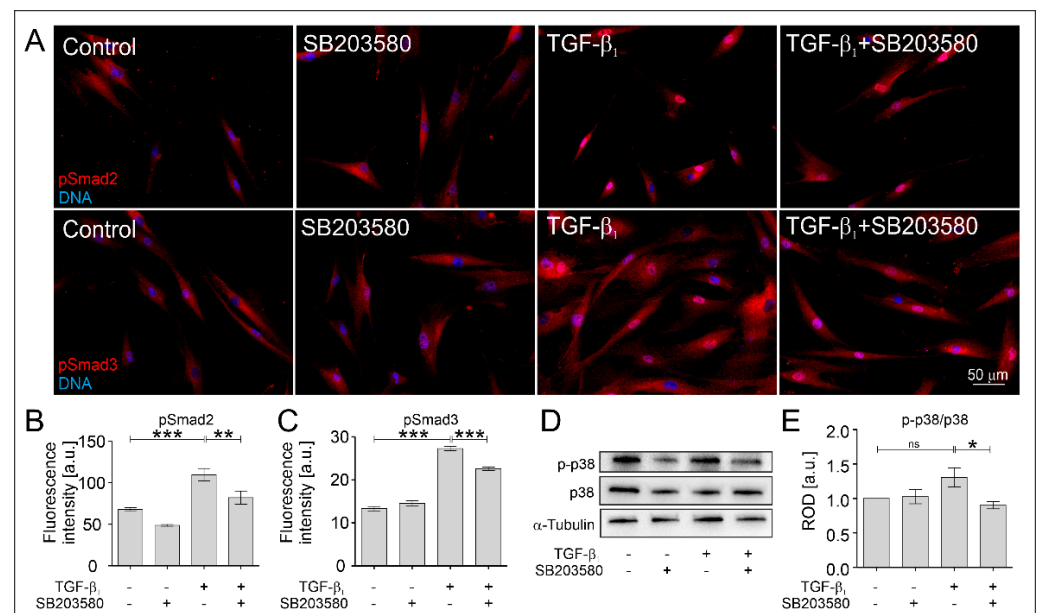 A
Control
SB203580
TGF-β₁
TGF-β₁+SB203580
pSmad2
DNA
Control
SB203580
TGF-β₁
TGF-β₁+SB203580
pSmad3
DNA
50 µm
B
pSmad2
Fluorescence
intensity [a.u.]
150
100
50
0
*** **
TGF-β₁ - - + +
SB203580 - + - +
C
pSmad3
Fluorescence
intensity [a.u.]
30
20
10
0
*** ***
TGF-β₁ - - + +
SB203580 - + - +
D
p-p38
p38
α-Tubulin
TGF-β - - + +
SB203580 - + - +
E
p-p38/p38
ROD [a.u.]
2.0
1.5
1.0
0.5
0.0
ns *
TGF-β₁ - - + +
SB203580 - + - +